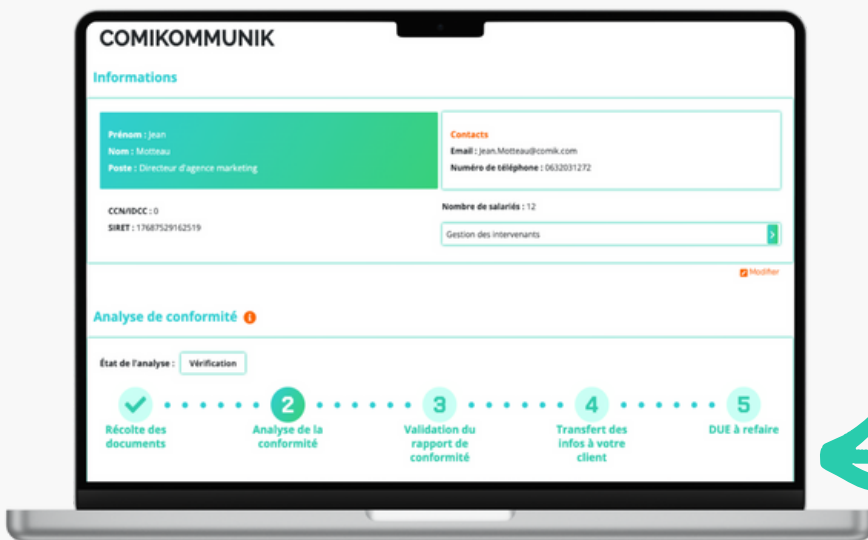 COMIKOMMUNIK
Informations
Prénom : Jean
Nom : Motteau
Poste : Directeur d'agence marketing
Contacts
Email : Jean.Motteau@comik.com
Numéro de téléphone : 0632031272
CCN/IDCC : 0
SIRET : 17687529162519
Nombre de salariés : 12
Gestion des intervenants
Modifier
Analyse de conformité
État de l'analyse : Vérification
2
3
4
5
Récolte des
documents
Analyse de la
conformité
Validation du
rapport de
conformité
Transfert des
infos à votre
client
DUE à refaire